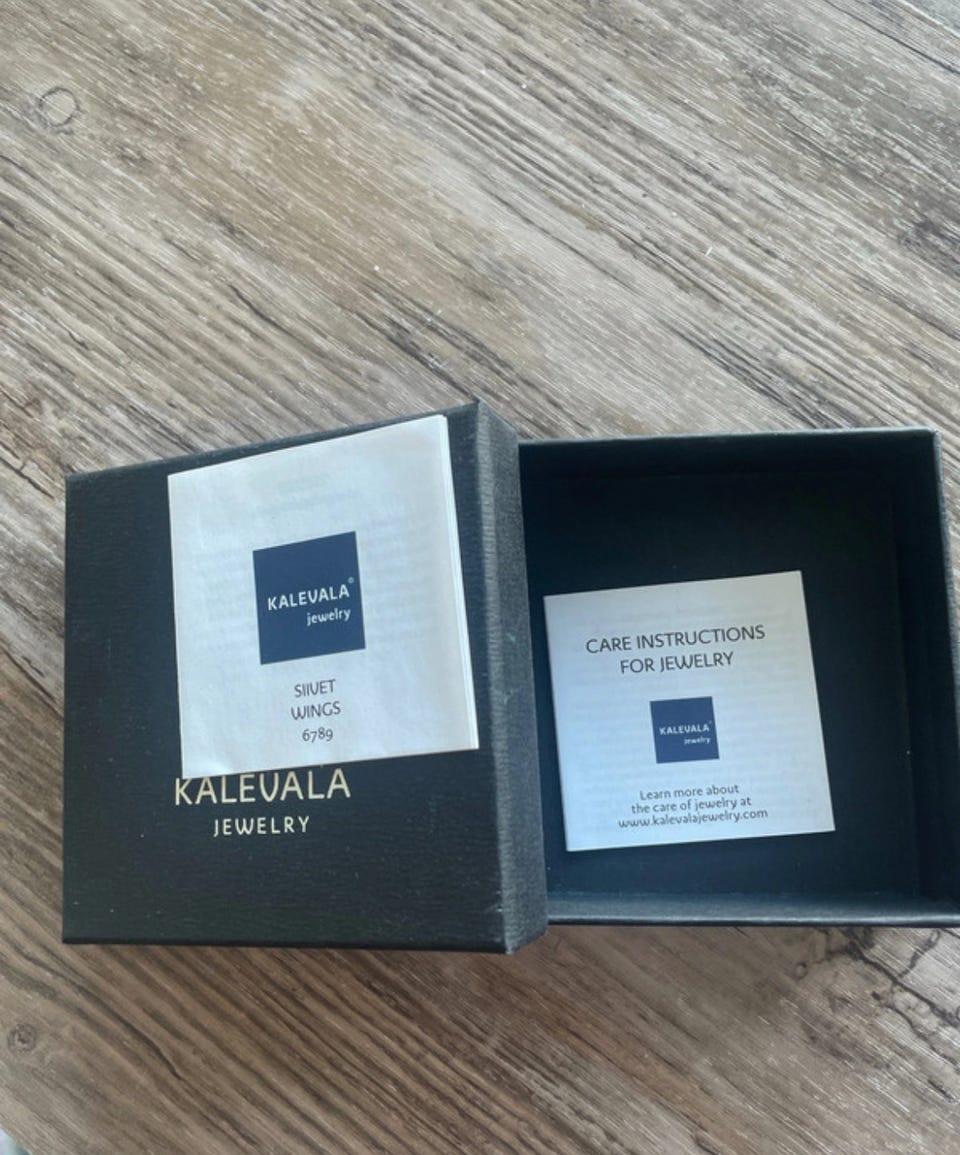 KALEVALA®
jewelry
SIIVET
WINGS
6789
KALEVALA
JEWELRY
CARE INSTRUCTIONS
FOR JEWELRY
KALEVALA®
jewelry
Learn more about
the care of jewelry at
www.kalevalajewelry.com